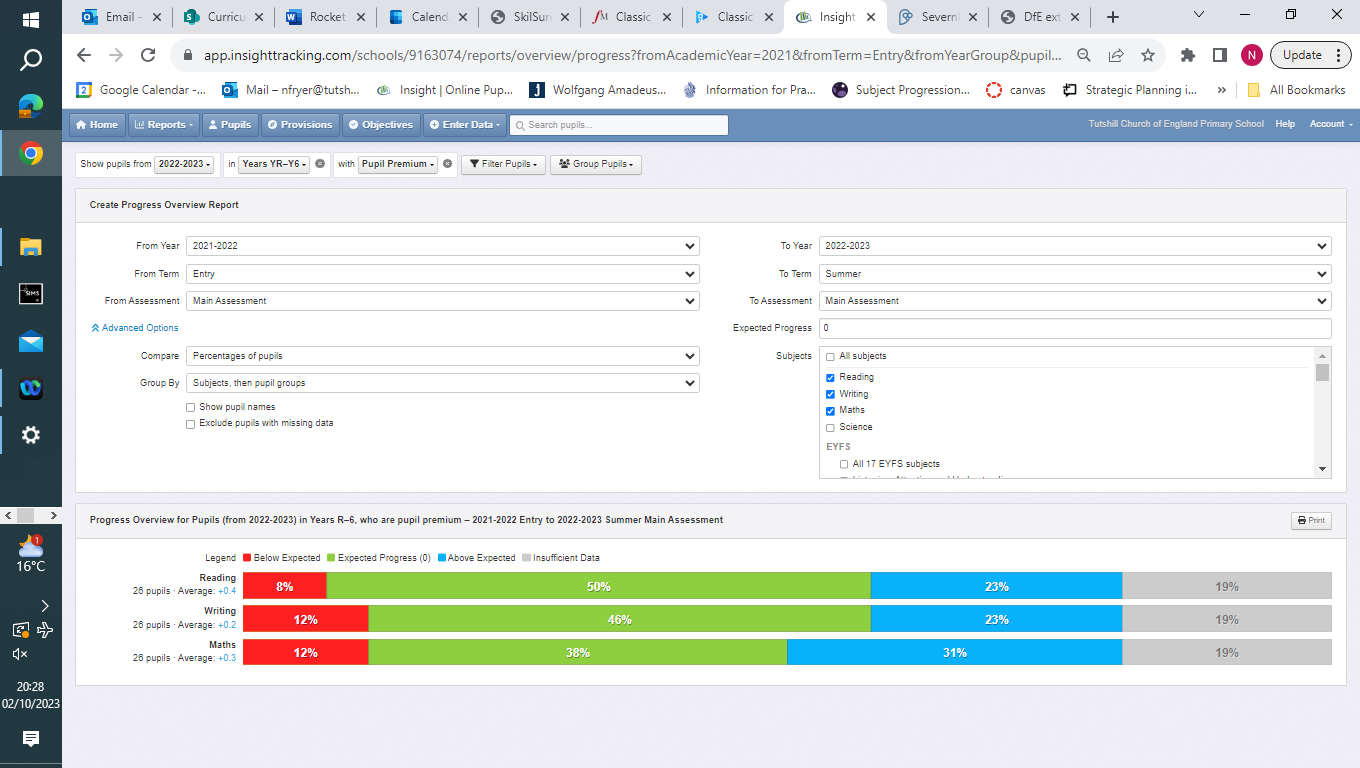 Email - 
Curricu
Rocket
Calend
SkilSur
Classic
Classic
Insight
Severnl
DfE ext
app.insighttracking.com/schools/9163074/reports/overview/progress?fromAcademicYear=2021&fromTerm=Entry&fromYearGroup&pupil...
N
Update
Google Calendar -...
Mail – nfryer@tutsh...
Insight | Online Pup...
Wolfgang Amadeus...
Information for Pra...
Subject Progression...
canvas
Strategic Planning i...
»
All Bookmarks
Home
Reports
Pupils
Provisions
Objectives
Enter Data
Search pupils...
Tutshill Church of England Primary School
Help
Account
Show pupils from 2022-2023 in Years YR–Y6 with Pupil Premium Filter Pupils Group Pupils
Create Progress Overview Report
From Year 2021-2022
To Year 2022-2023
From Term Entry
To Term Summer
From Assessment Main Assessment
To Assessment Main Assessment
Advanced Options
Expected Progress 0
Compare Percentages of pupils
Subjects All subjects
Reading
Group By Subjects, then pupil groups
Writing
Show pupil names
Maths
Exclude pupils with missing data
Science
EYFS
All 17 EYFS subjects
Progress Overview for Pupils (from 2022-2023) in Years R–6, who are pupil premium – 2021-2022 Entry to 2022-2023 Summer Main Assessment
Print
Legend Below Expected Expected Progress (0) Above Expected Insufficient Data
Reading
26 pupils · Average: +0.4
8% 50% 23% 19%
Writing
26 pupils · Average: +0.2
12% 46% 23% 19%
Maths
26 pupils · Average: +0.3
12% 38% 31% 19%
SIMS
1
16°C
20:28
02/10/2023